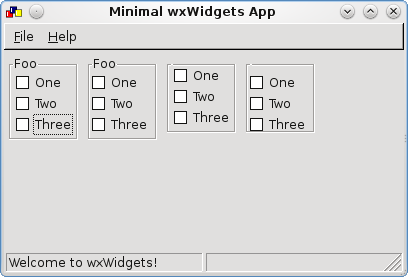 Minimal wxWidgets App
File Help
Foo
One
Two
Three
Foo
One
Two
Three
One
Two
Three
One
Two
Three
Welcome to wxWidgets!